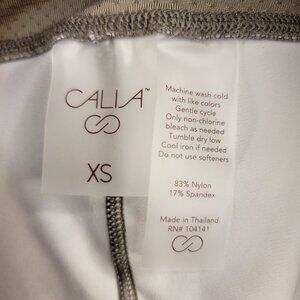 CALIA™
XS
Machine wash cold
with like colors
Gentle cycle
Only non-chlorine
bleach as needed
Tumble dry low
Cool iron if needed
Do not use softeners
83% Nylon
17% Spandex
Made in Thailand
RN# 104141